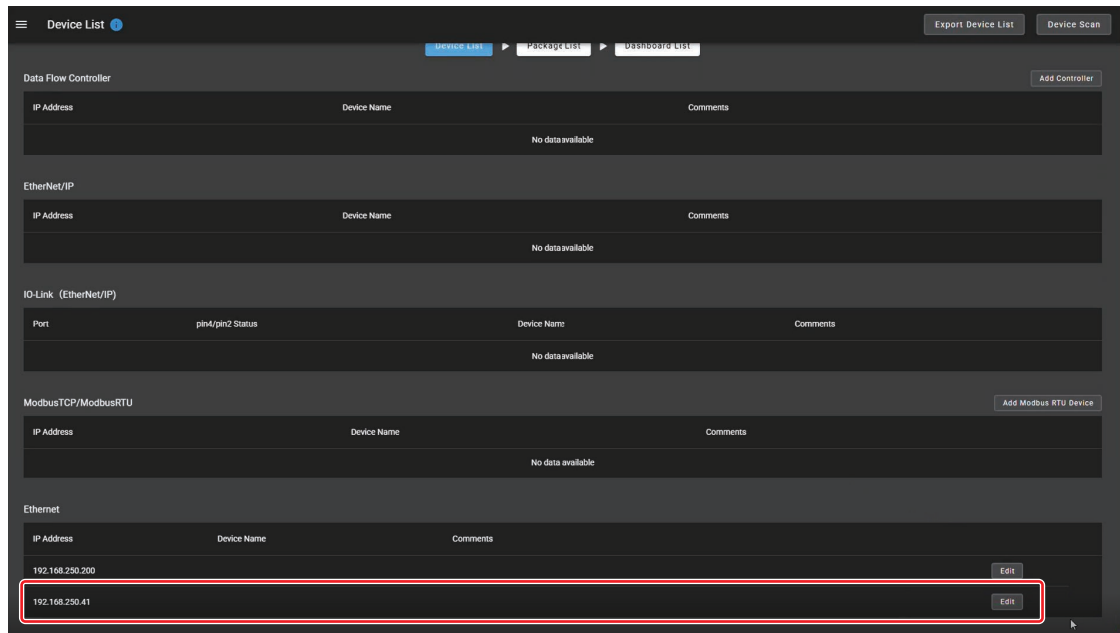 Device List
Export Device List Device Scan
Device List Package List Dashboard List
Data Flow Controller
Add Controller
IP Address Device Name Comments
No data available
EtherNet/IP
IP Address Device Name Comments
No data available
IO-Link（EtherNet/IP)
Port pin4/pin2 Status Device Name Comments
No data available
ModbusTCP/ModbusRTU
Add Modbus RTU Device
IP Address Device Name Comments
No data available
Ethernet
IP Address Device Name Comments
192.168.250.200 Edit
192.168.250.41 Edit